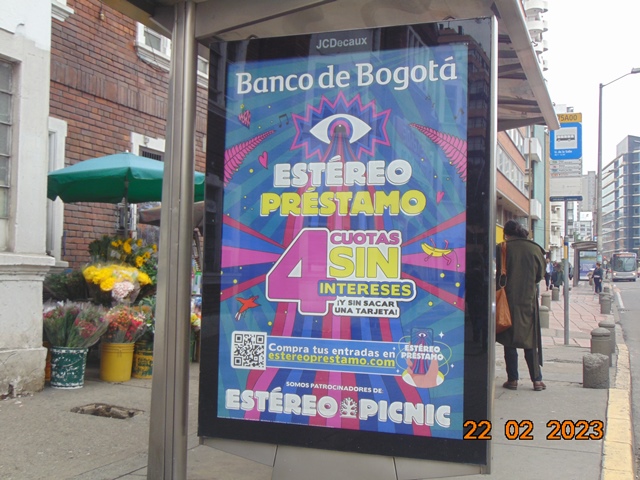 JCDecaux
Banco de Bogotá
ESTÉREO
PRÉSTAMO
4 CUOTAS
SIN
INTERESES
¡Y SIN SACAR
UNA TARJETA!
Compra tus entradas en
estereoprestamo.com
ESTÉREO
PRÉSTAMO
SOMOS PATROCINADORES DE
ESTÉREO PICNIC
22 02 2023